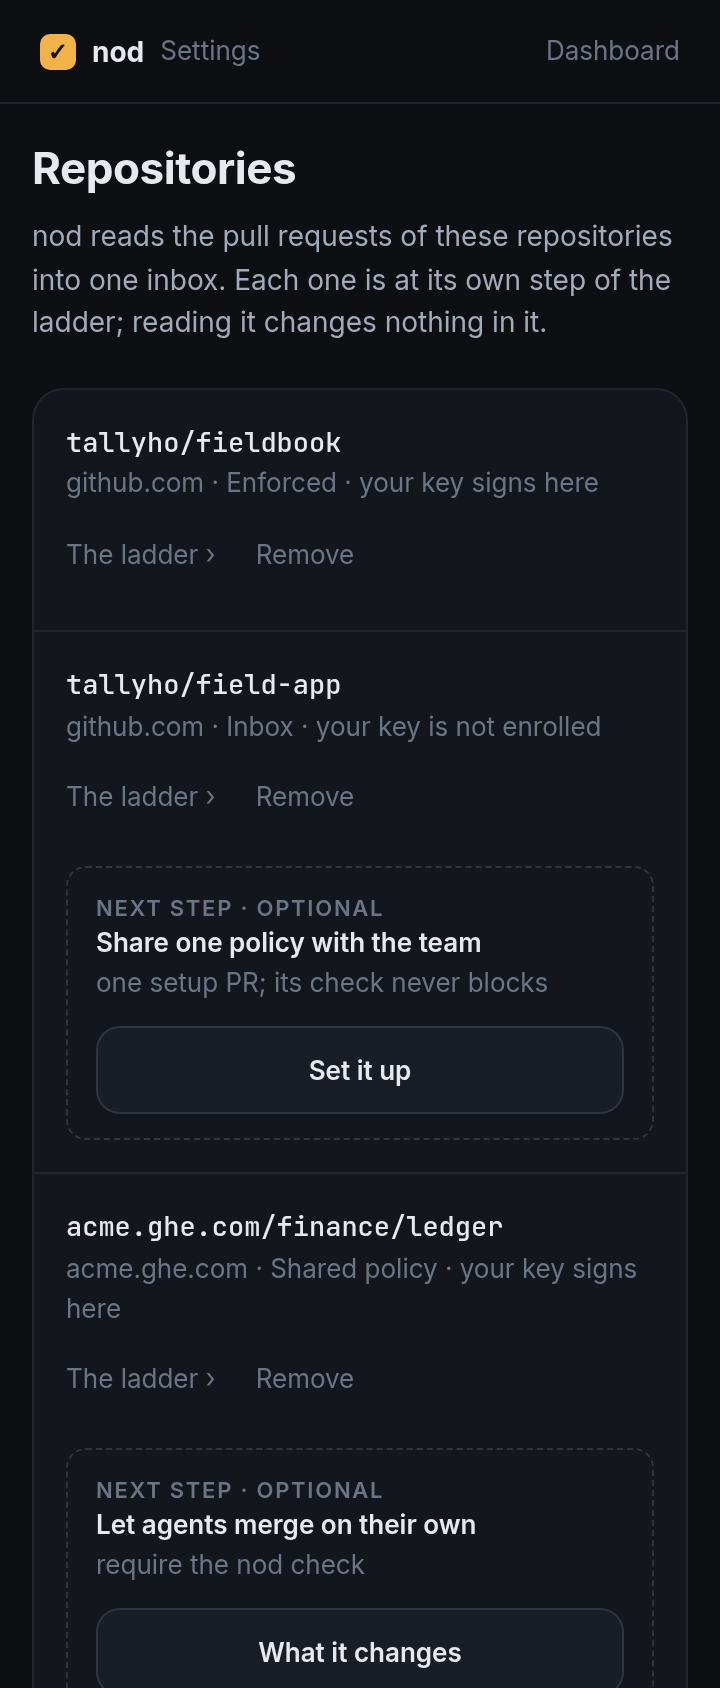 ✓ nod Settings Dashboard
Repositories
nod reads the pull requests of these repositories
into one inbox. Each one is at its own step of the
ladder; reading it changes nothing in it.
tallyho/fieldbook
github.com · Enforced · your key signs here
The ladder › Remove
tallyho/field-app
github.com · Inbox · your key is not enrolled
The ladder › Remove
NEXT STEP · OPTIONAL
Share one policy with the team
one setup PR; its check never blocks
Set it up
acme.ghe.com/finance/ledger
acme.ghe.com · Shared policy · your key signs
here
The ladder › Remove
NEXT STEP · OPTIONAL
Let agents merge on their own
require the nod check
What it changes